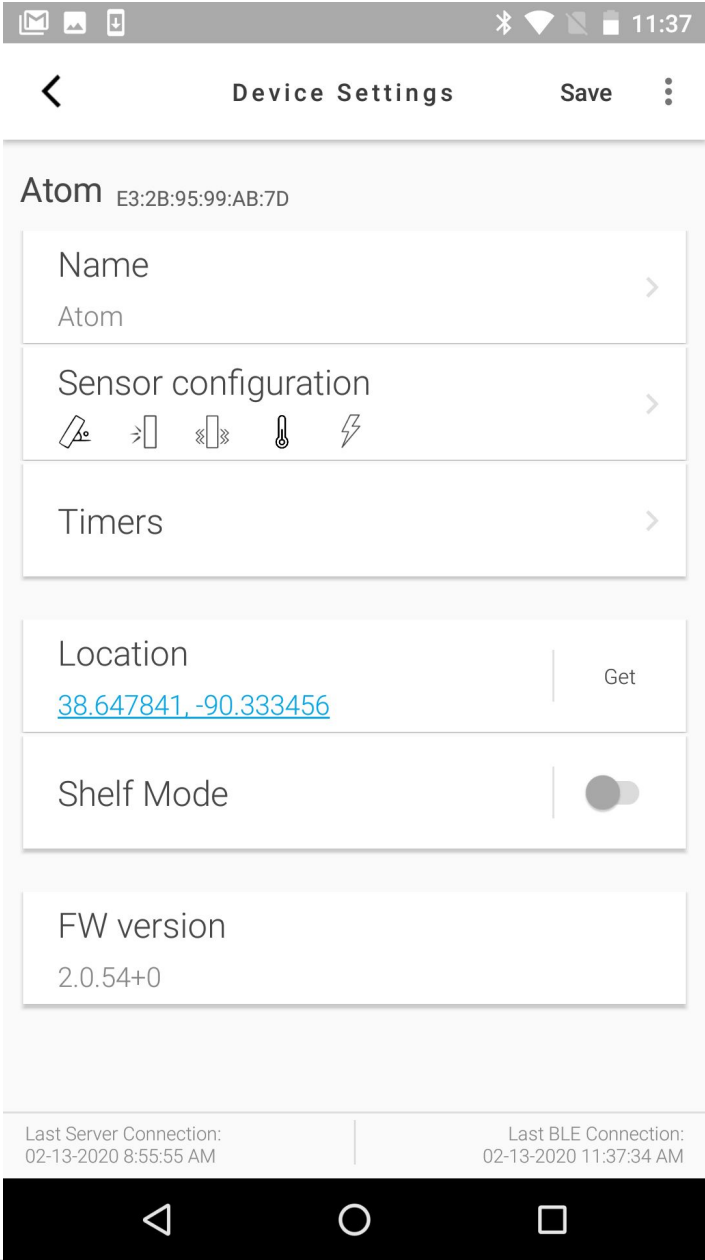 11:37
Device Settings Save
Atom E3:2B:95:99:AB:7D
Name
Atom
Sensor configuration
Timers
Location
Get
38.647841, -90.333456
Shelf Mode
FW version
2.0.54+0
Last Server Connection:
02-13-2020 8:55:55 AM
Last BLE Connection:
02-13-2020 11:37:34 AM